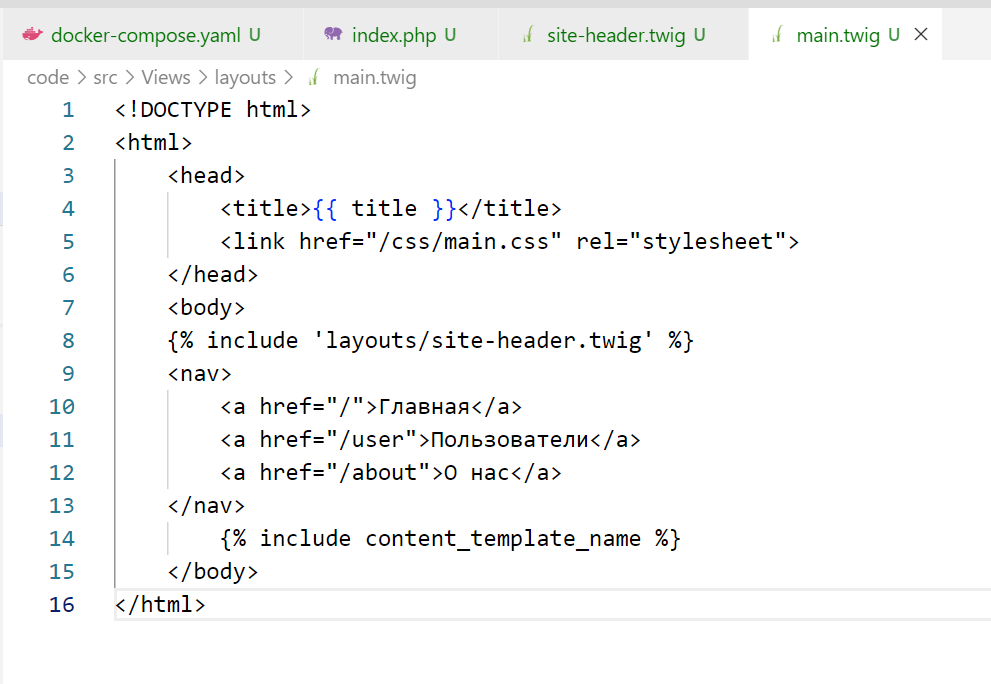 docker-compose.yaml U index.php U site-header.twig U main.twig U
code > src > Views > layouts > main.twig
1 <!DOCTYPE html>
2 <html>
3 <head>
4 <title>{{ title }}</title>
5 <link href="/css/main.css" rel="stylesheet">
6 </head>
7 <body>
8 {% include 'layouts/site-header.twig' %}
9 <nav>
10 <a href="/">Главная</a>
11 <a href="/user">Пользователи</a>
12 <a href="/about">О нас</a>
13 </nav>
14 {% include content_template_name %}
15 </body>
16 </html>